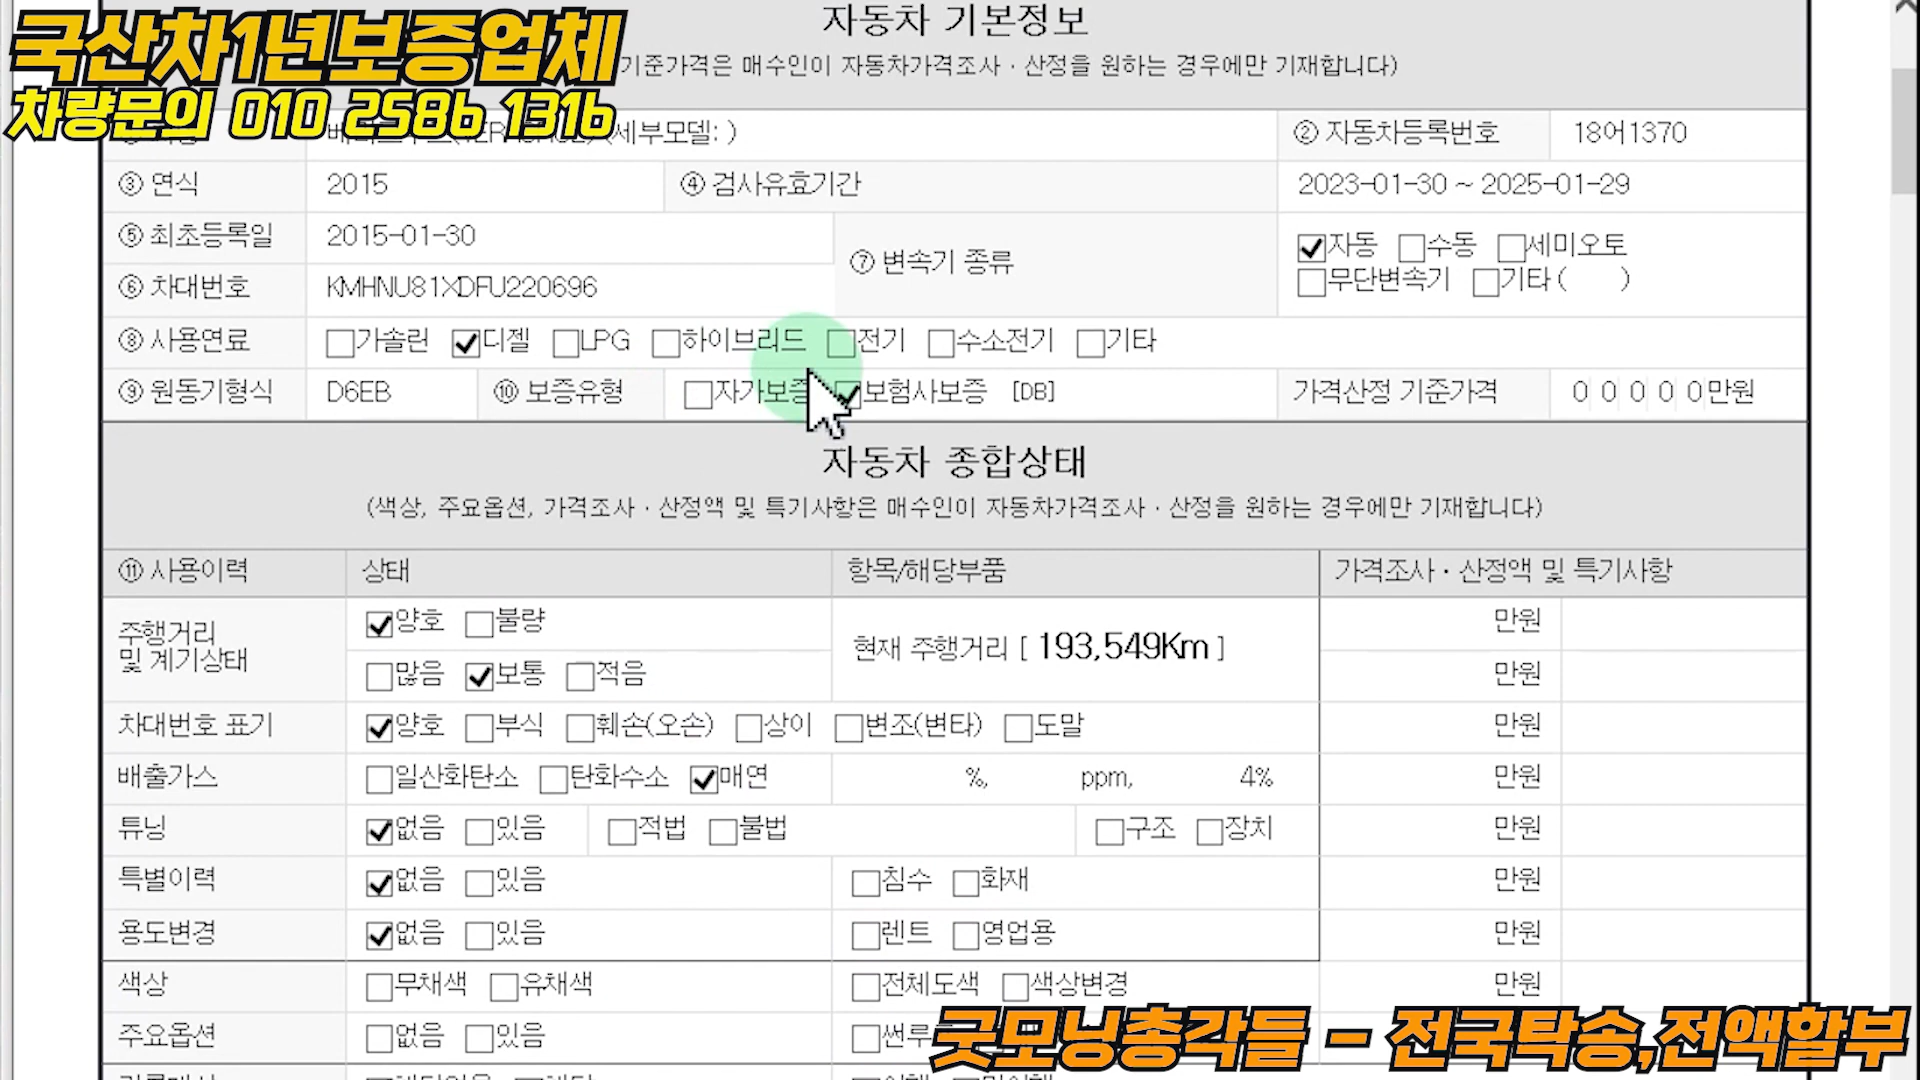 국산차1년보증업체
차량문의 010 2586 1316
자동차 기본정보
기준가격은 매수인이 자동차가격조사 · 산정을 원하는 경우에만 기재합니다)
세부모델: ) ② 자동차등록번호 18어1370
③ 연식 2015 ④ 검사유효기간 2023-01-30 ~ 2025-01-29
⑤ 최초등록일 2015-01-30 ⑦ 변속기 종류 자동 수동 세미오토
⑥ 차대번호 KMHNU81XDFU220696 무단변속기 기타 ( )
⑧ 사용연료 가솔린 디젤 LPG 하이브리드 전기 수소전기 기타
⑨ 원동기형식 D6EB ⑩ 보증유형 자가보증 보험사보증 [DB] 가격산정 기준가격 0 0 0 0 0만원
자동차 종합상태
(색상, 주요옵션, 가격조사 · 산정액 및 특기사항은 매수인이 자동차가격조사 · 산정을 원하는 경우에만 기재합니다)
⑪ 사용이력 상태 항목/해당부품 가격조사 · 산정액 및 특기사항
주행거리 및 계기상태 양호 불량 현재 주행거리 [ 193,549Km ] 만원
많음 보통 적음 만원
차대번호 표기 양호 부식 훼손(오손) 상이 변조(변타) 도말 만원
배출가스 일산화탄소 탄화수소 매연 %, ppm, 4% 만원
튜닝 없음 있음 적법 불법 구조 장치 만원
특별이력 없음 있음 침수 화재 만원
용도변경 없음 있음 렌트 영업용 만원
색상 무채색 유채색 전체도색 색상변경 만원
주요옵션 없음 있음 썬루
굿모닝총각들 - 전국탁송,전액할부